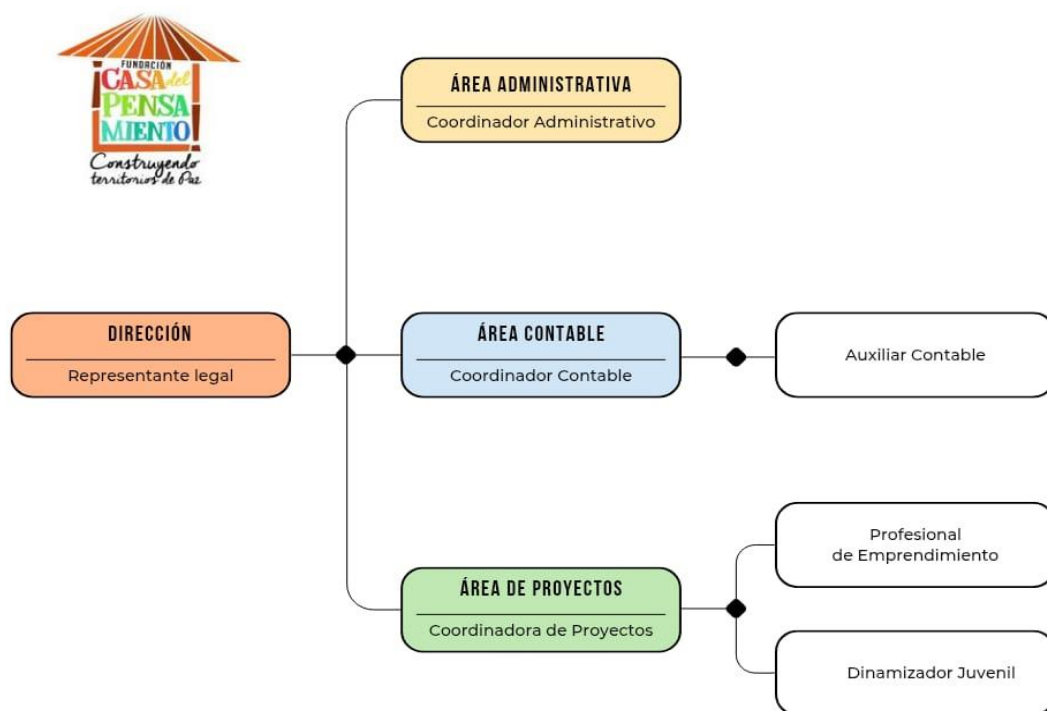 FUNDACIÓN
CASA del
PENSA
MIENTO
Construyendo
territorios de Paz
ÁREA ADMINISTRATIVA
Coordinador Administrativo
DIRECCIÓN
Representante legal
ÁREA CONTABLE
Coordinador Contable
Auxiliar Contable
Profesional
de Emprendimiento
ÁREA DE PROYECTOS
Coordinadora de Proyectos
Dinamizador Juvenil